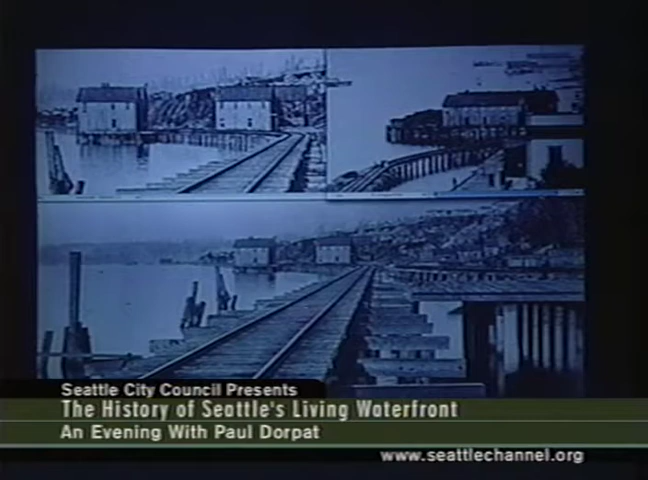 Seattle City Council Presents
The History of Seattle's Living Waterfront
An Evening With Paul Dorpat
www.seattlechannel.org